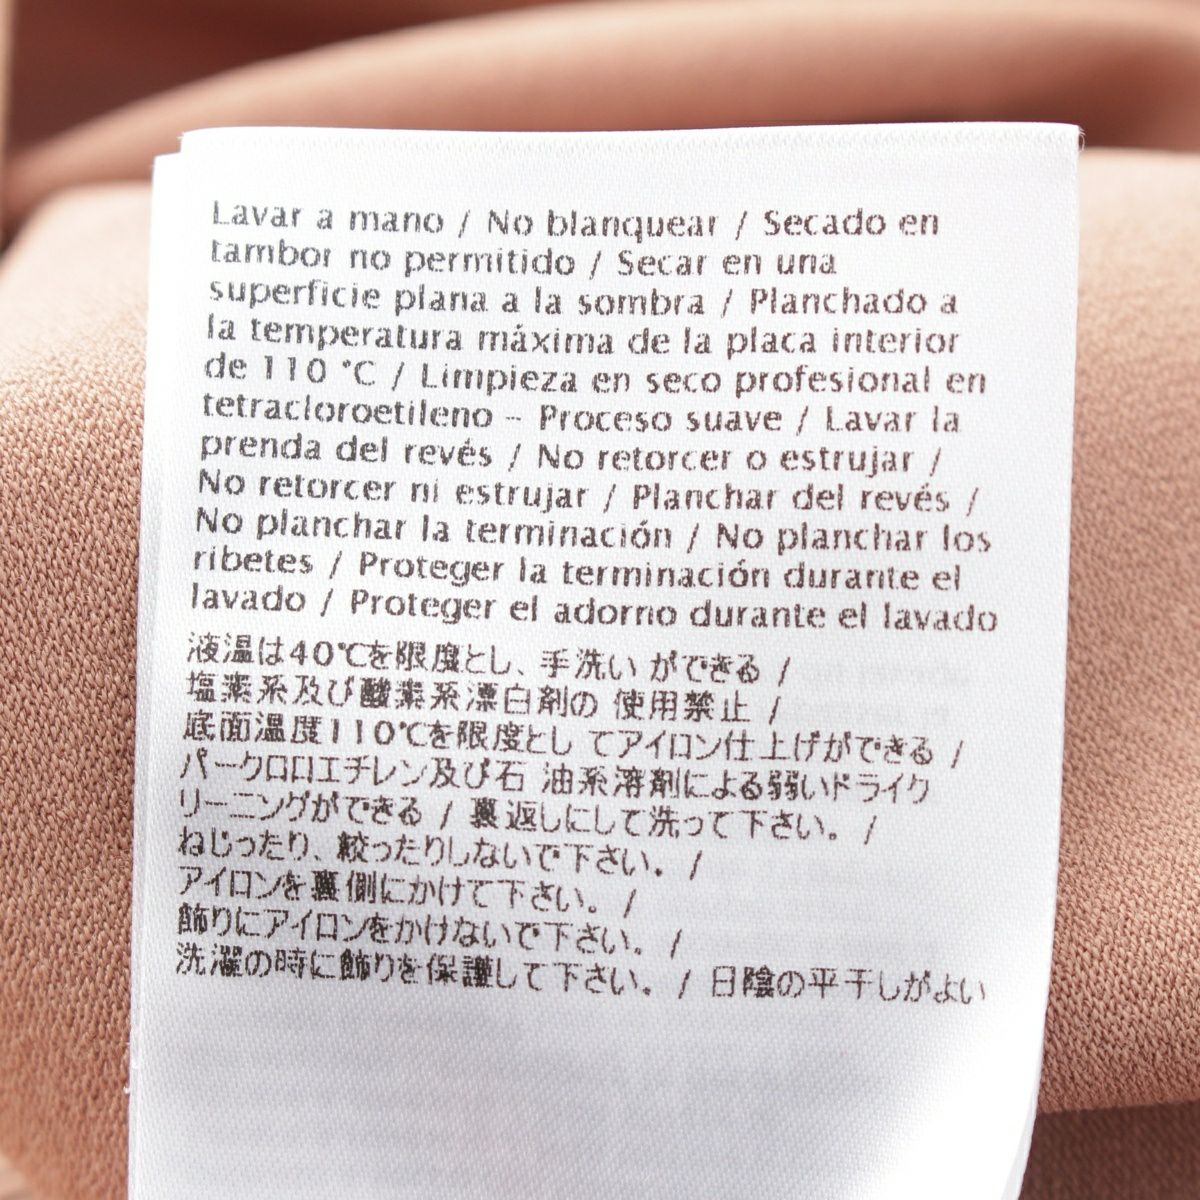 Lavar a mano / No blanquear / Secado en
tambor no permitido / Secar en una
superficie plana a la sombra / Planchado a
la temperatura máxima de la placa interior
de 110 °C / Limpieza en seco profesional en
tetracloroetileno – Proceso suave / Lavar la
prenda del revés / No retorcer o estrujar /
No retorcer ni estrujar / Planchar del revés /
No planchar la terminación / No planchar los
ribetes / Proteger la terminación durante el
lavado / Proteger el adorno durante el lavado
液温は40℃を限度とし、手洗い ができる /
塩素系及び酸素系漂白剤の 使用禁止 /
底面温度110℃を限度とし てアイロン仕上げができる /
パークロロエチレン及び石 油系溶剤による弱いドライク
リーニングができる / 裏返しにして洗って下さい。 /
ねじったり、絞ったりしないで下さい。 /
アイロンを裏側にかけて下さい。 /
飾りにアイロンをかけないで下さい。 /
洗濯の時に飾りを保護して下さい。 / 日陰の平干しがよい